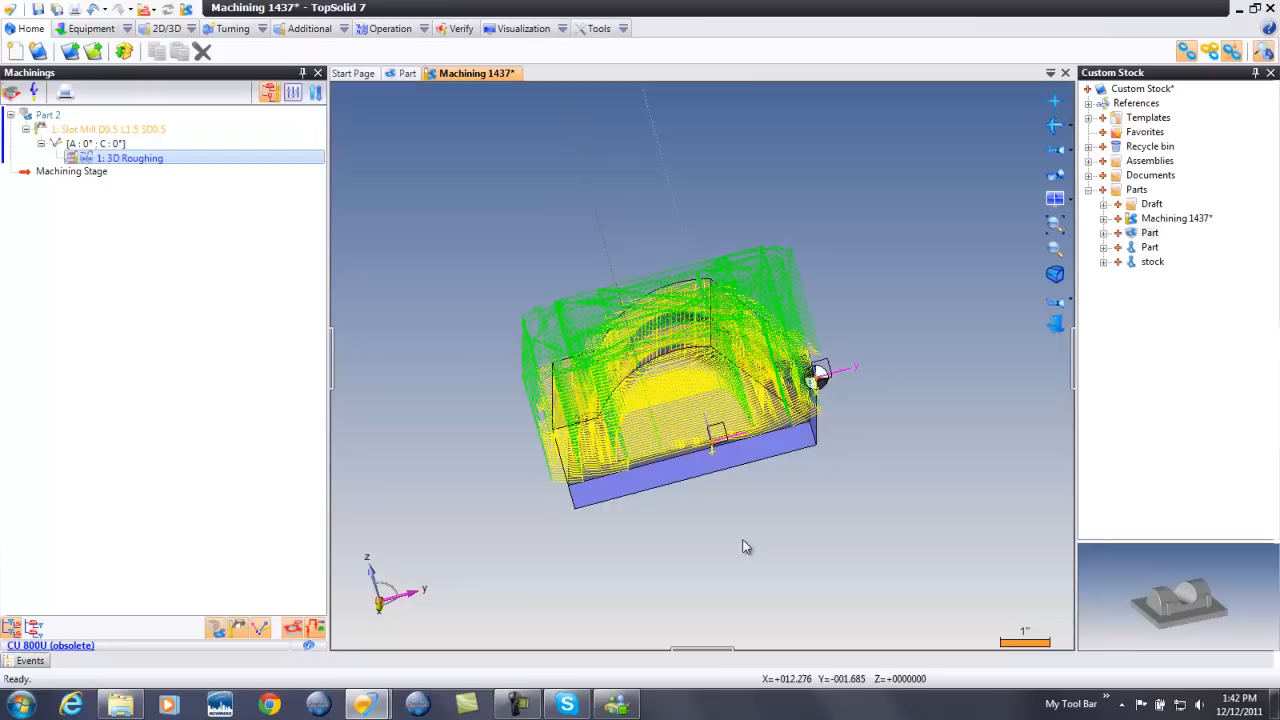 Machining 1437* - TopSolid 7
Home Equipment 2D/3D Turning Additional Operation Verify Visualization Tools
Machinings
Start Page Part Machining 1437*
Custom Stock
Part 2
1: Slot Mill D0.5 L1.5 SD0.5
[A : 0° ; C : 0°]
1: 3D Roughing
Machining Stage
Custom Stock*
References
Templates
Favorites
Recycle bin
Assemblies
Documents
Parts
Draft
Machining 1437*
Part
Part
stock
y
z
y
x
1"
CU 800U (obsolete)
Events
Ready.
X=+012.276 Y=-001.685 Z=+0000000
My Tool Bar
1:42 PM
12/12/2011